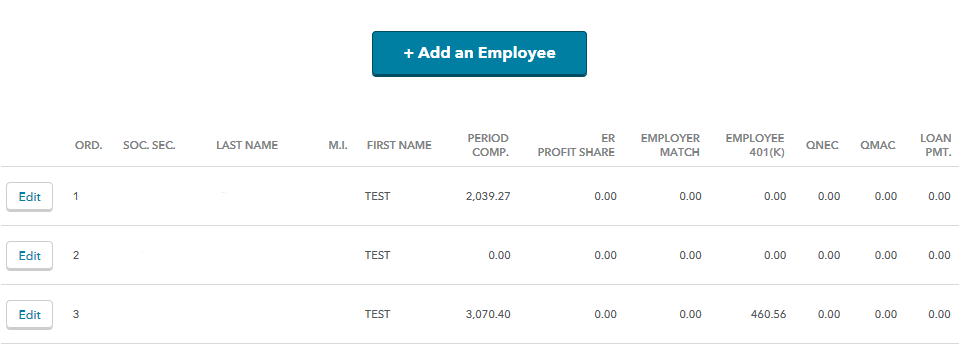 + Add an Employee
ORD. SOC. SEC. LAST NAME M.I. FIRST NAME PERIOD COMP. ER PROFIT SHARE EMPLOYER MATCH EMPLOYEE 401(K) QNEC QMAC LOAN PMT.
Edit 1 TEST 2,039.27 0.00 0.00 0.00 0.00 0.00 0.00
Edit 2 TEST 0.00 0.00 0.00 0.00 0.00 0.00 0.00
Edit 3 TEST 3,070.40 0.00 0.00 460.56 0.00 0.00 0.00